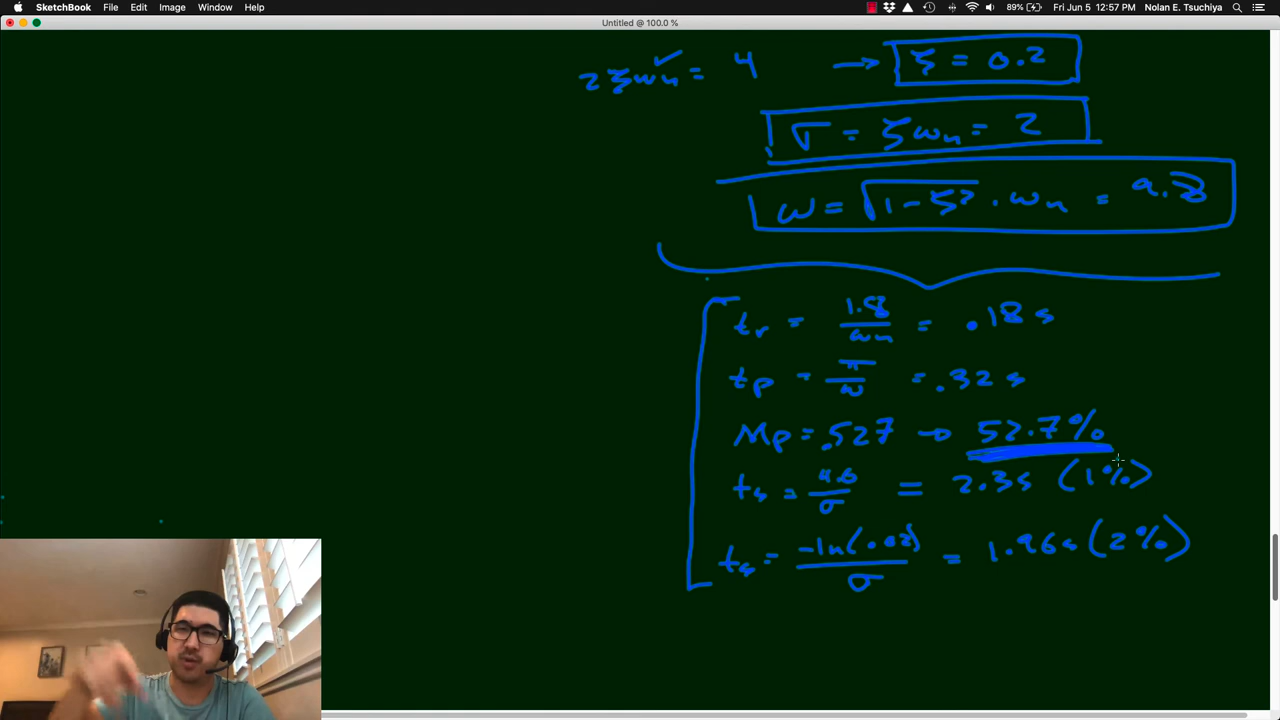 SketchBook File Edit Image Window Help 89% Fri Jun 5 12:57 PM Nolan E. Tsuchiya
Untitled @ 100.0 %
2ζωn = 4 → ζ = 0.2
σ = ζωn = 2
ω = √1-ζ² · ωn = 9.8
tr = 1.8/ωn = .18 s
tp = π/ω = .32 s
Mp = .527 → 52.7%
ts = 4.6/σ = 2.3s (1%)
ts = -ln(.02)/σ = 1.96s (2%)